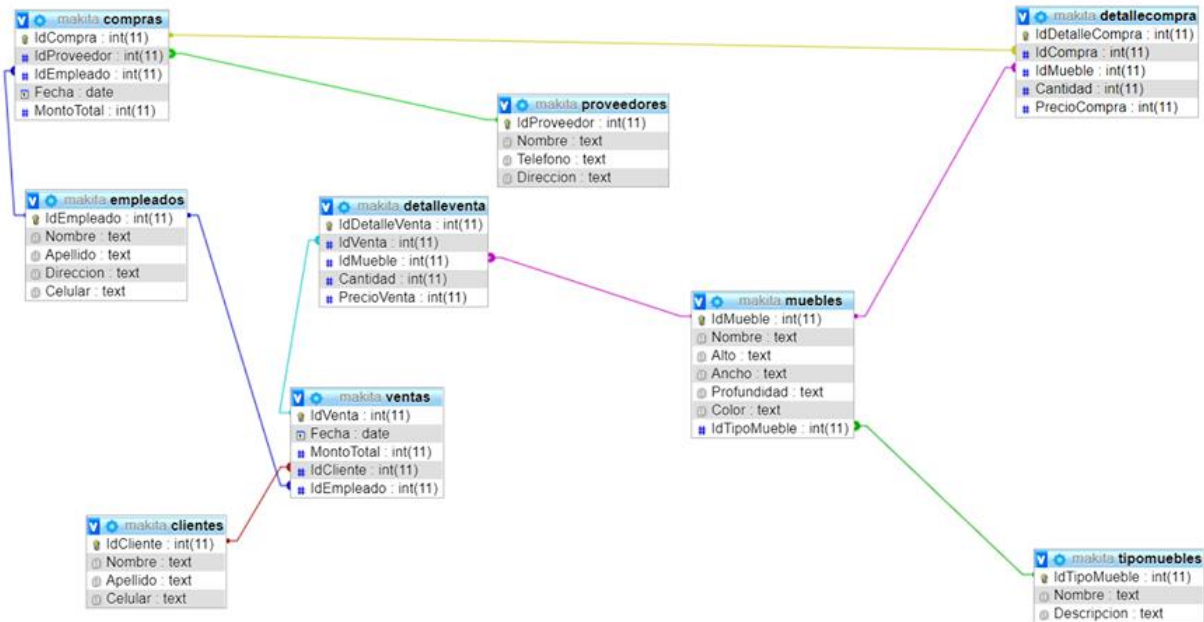 makita compras
IdCompra : int(11)
IdProveedor : int(11)
IdEmpleado : int(11)
Fecha : date
MontoTotal : int(11)
makita detallecompra
IdDetalleCompra : int(11)
IdCompra : int(11)
IdMueble : int(11)
Cantidad : int(11)
PrecioCompra : int(11)
makita proveedores
IdProveedor : int(11)
Nombre : text
Telefono : text
Direccion : text
makita empleados
IdEmpleado : int(11)
Nombre : text
Apellido : text
Direccion : text
Celular : text
makita detalleventa
IdDetalleVenta : int(11)
IdVenta : int(11)
IdMueble : int(11)
Cantidad : int(11)
PrecioVenta : int(11)
makita muebles
IdMueble : int(11)
Nombre : text
Alto : text
Ancho : text
Profundidad : text
Color : text
IdTipoMueble : int(11)
makita ventas
IdVenta : int(11)
Fecha : date
MontoTotal : int(11)
IdCliente : int(11)
IdEmpleado : int(11)
makita clientes
IdCliente : int(11)
Nombre : text
Apellido : text
Celular : text
makita tipomuebles
IdTipoMueble : int(11)
Nombre : text
Descripcion : text